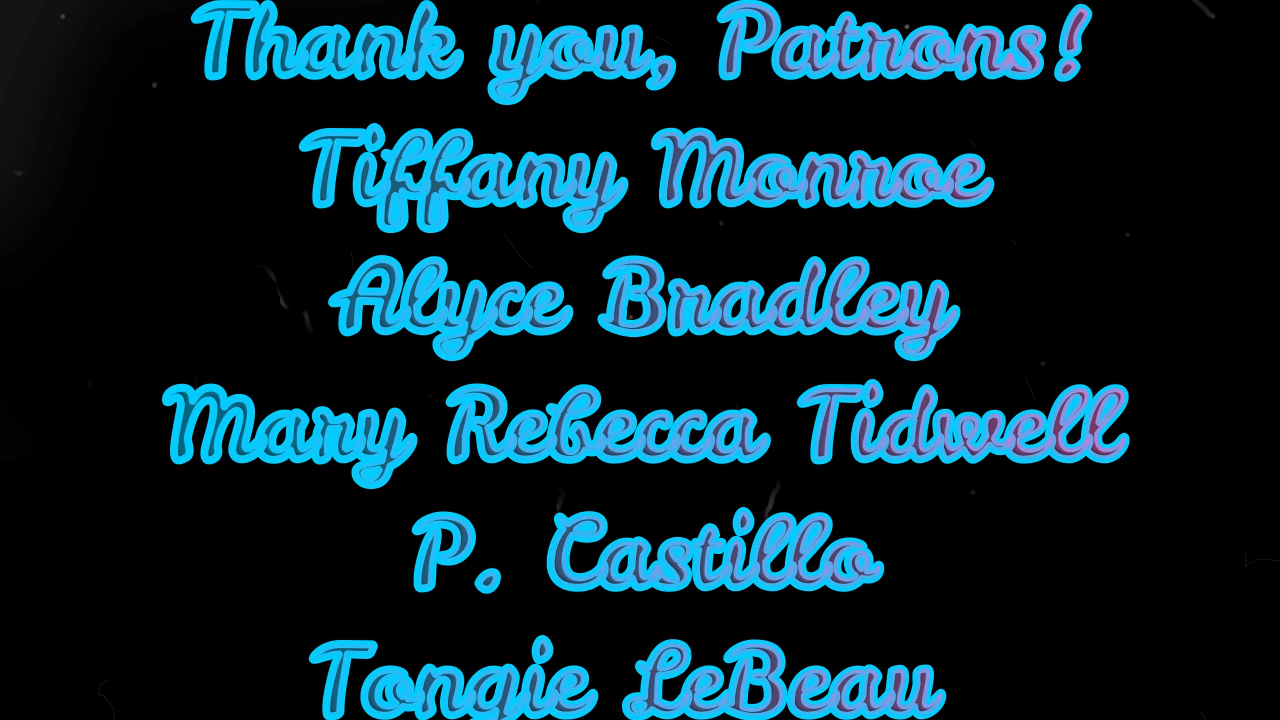 Thank you, Patrons!
Tiffany Monroe
Alyce Bradley
Mary Rebecca Tidwell
P. Castillo
Tongie LeBeau